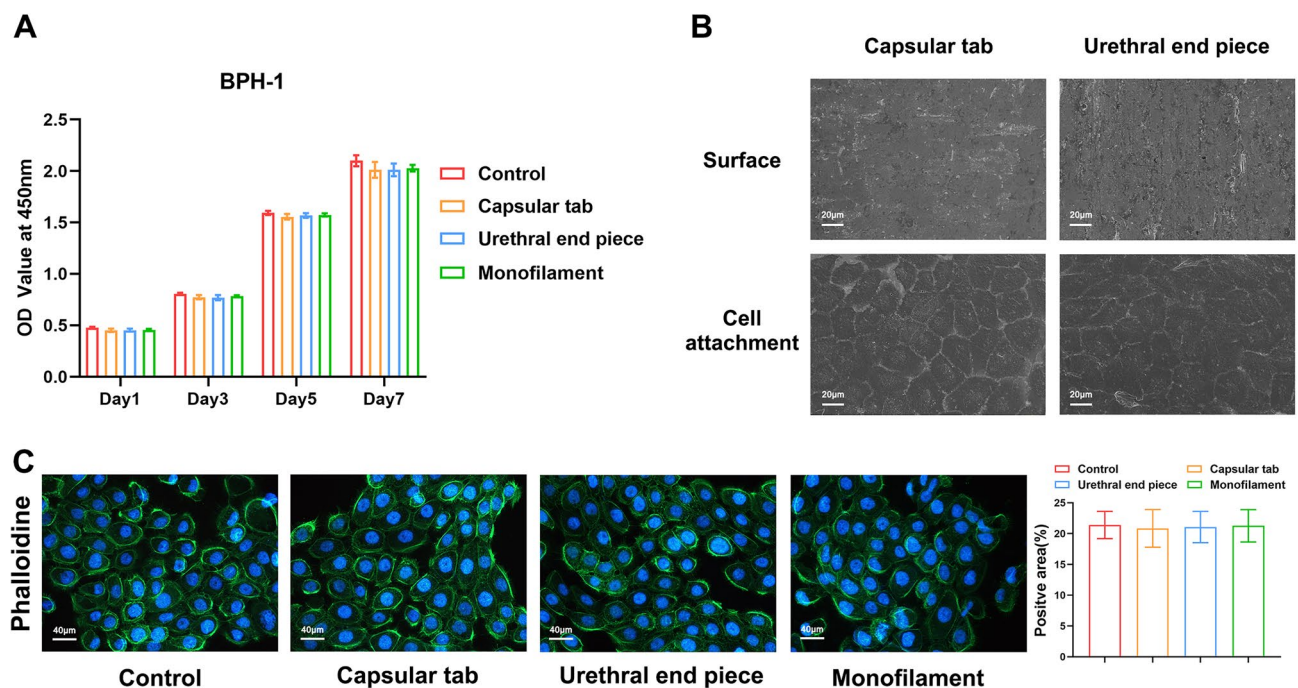 A
BPH-1
OD Value at 450nm
2.5
2.0
1.5
1.0
0.5
0.0
Day1 Day3 Day5 Day7
Control
Capsular tab
Urethral end piece
Monofilament
B
Capsular tab Urethral end piece
Surface
20μm 20μm
Cell
attachment
20μm 20μm
C
Phalloidine
40μm 40μm 40μm 40μm
Control Capsular tab Urethral end piece Monofilament
Control Capsular tab
Urethral end piece Monofilament
Positve area(%)
25
20
15
10
5
0